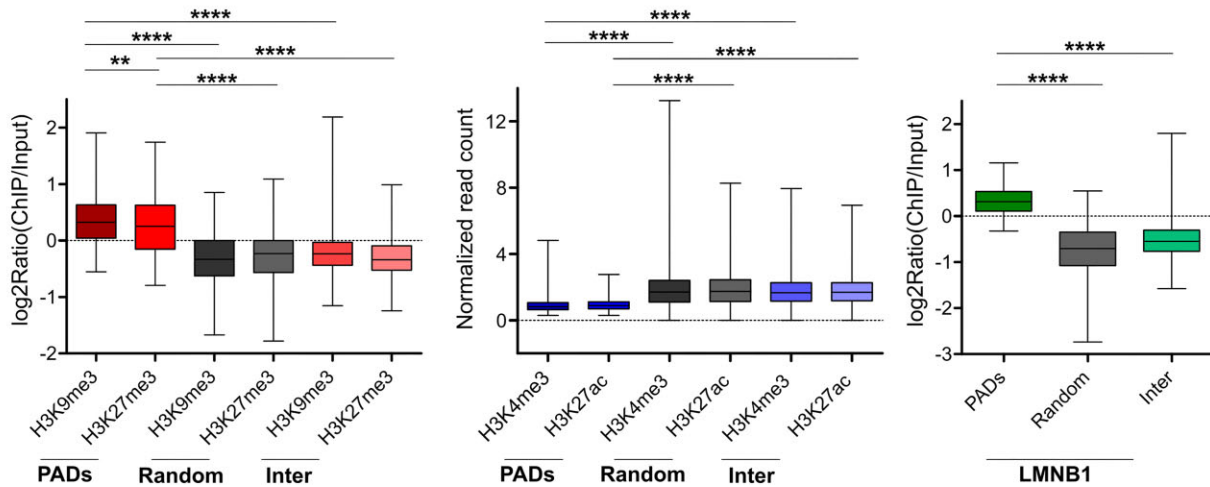 ****
****
** ****
****
log2Ratio(ChIP/Input)
2
1
0
-1
-2
H3K9me3
H3K27me3
H3K9me3
H3K27me3
H3K9me3
H3K27me3
PADs Random Inter
****
****
****
****
Normalized read count
12
8
4
0
H3K4me3
H3K27ac
H3K4me3
H3K27ac
H3K4me3
H3K27ac
PADs Random Inter
****
****
log2Ratio(ChIP/Input)
2
1
0
-1
-2
-3
PADs
Random
Inter
LMNB1